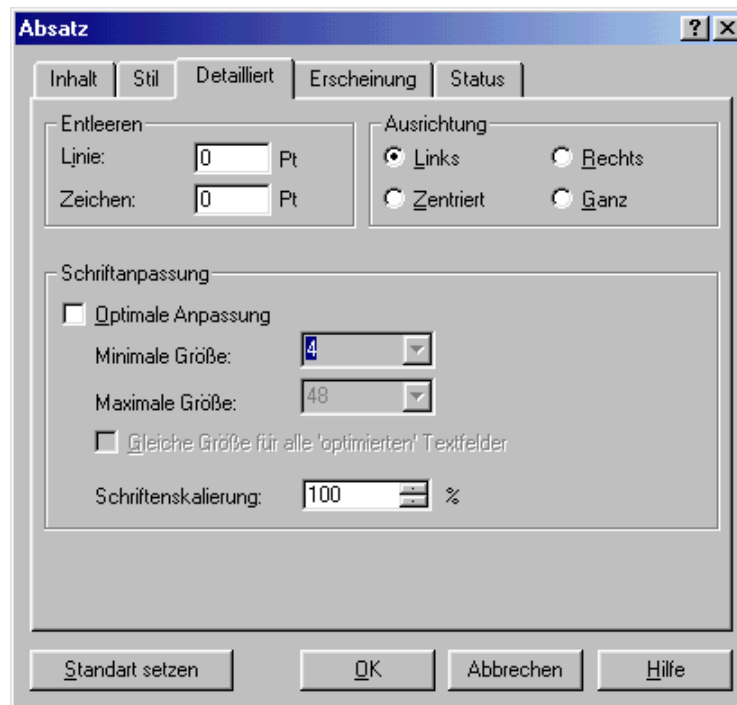 Absatz
Inhalt Stil Detailliert Erscheinung Status
Entleeren
Linie: 0 Pt
Zeichen: 0 Pt
Ausrichtung
Links Rechts
Zentriert Ganz
Schriftanpassung
Optimale Anpassung
Minimale Größe: 4
Maximale Größe: 48
Gleiche Größe für alle 'optimierten' Textfelder
Schriftenskalierung: 100 %
Standart setzen OK Abbrechen Hilfe